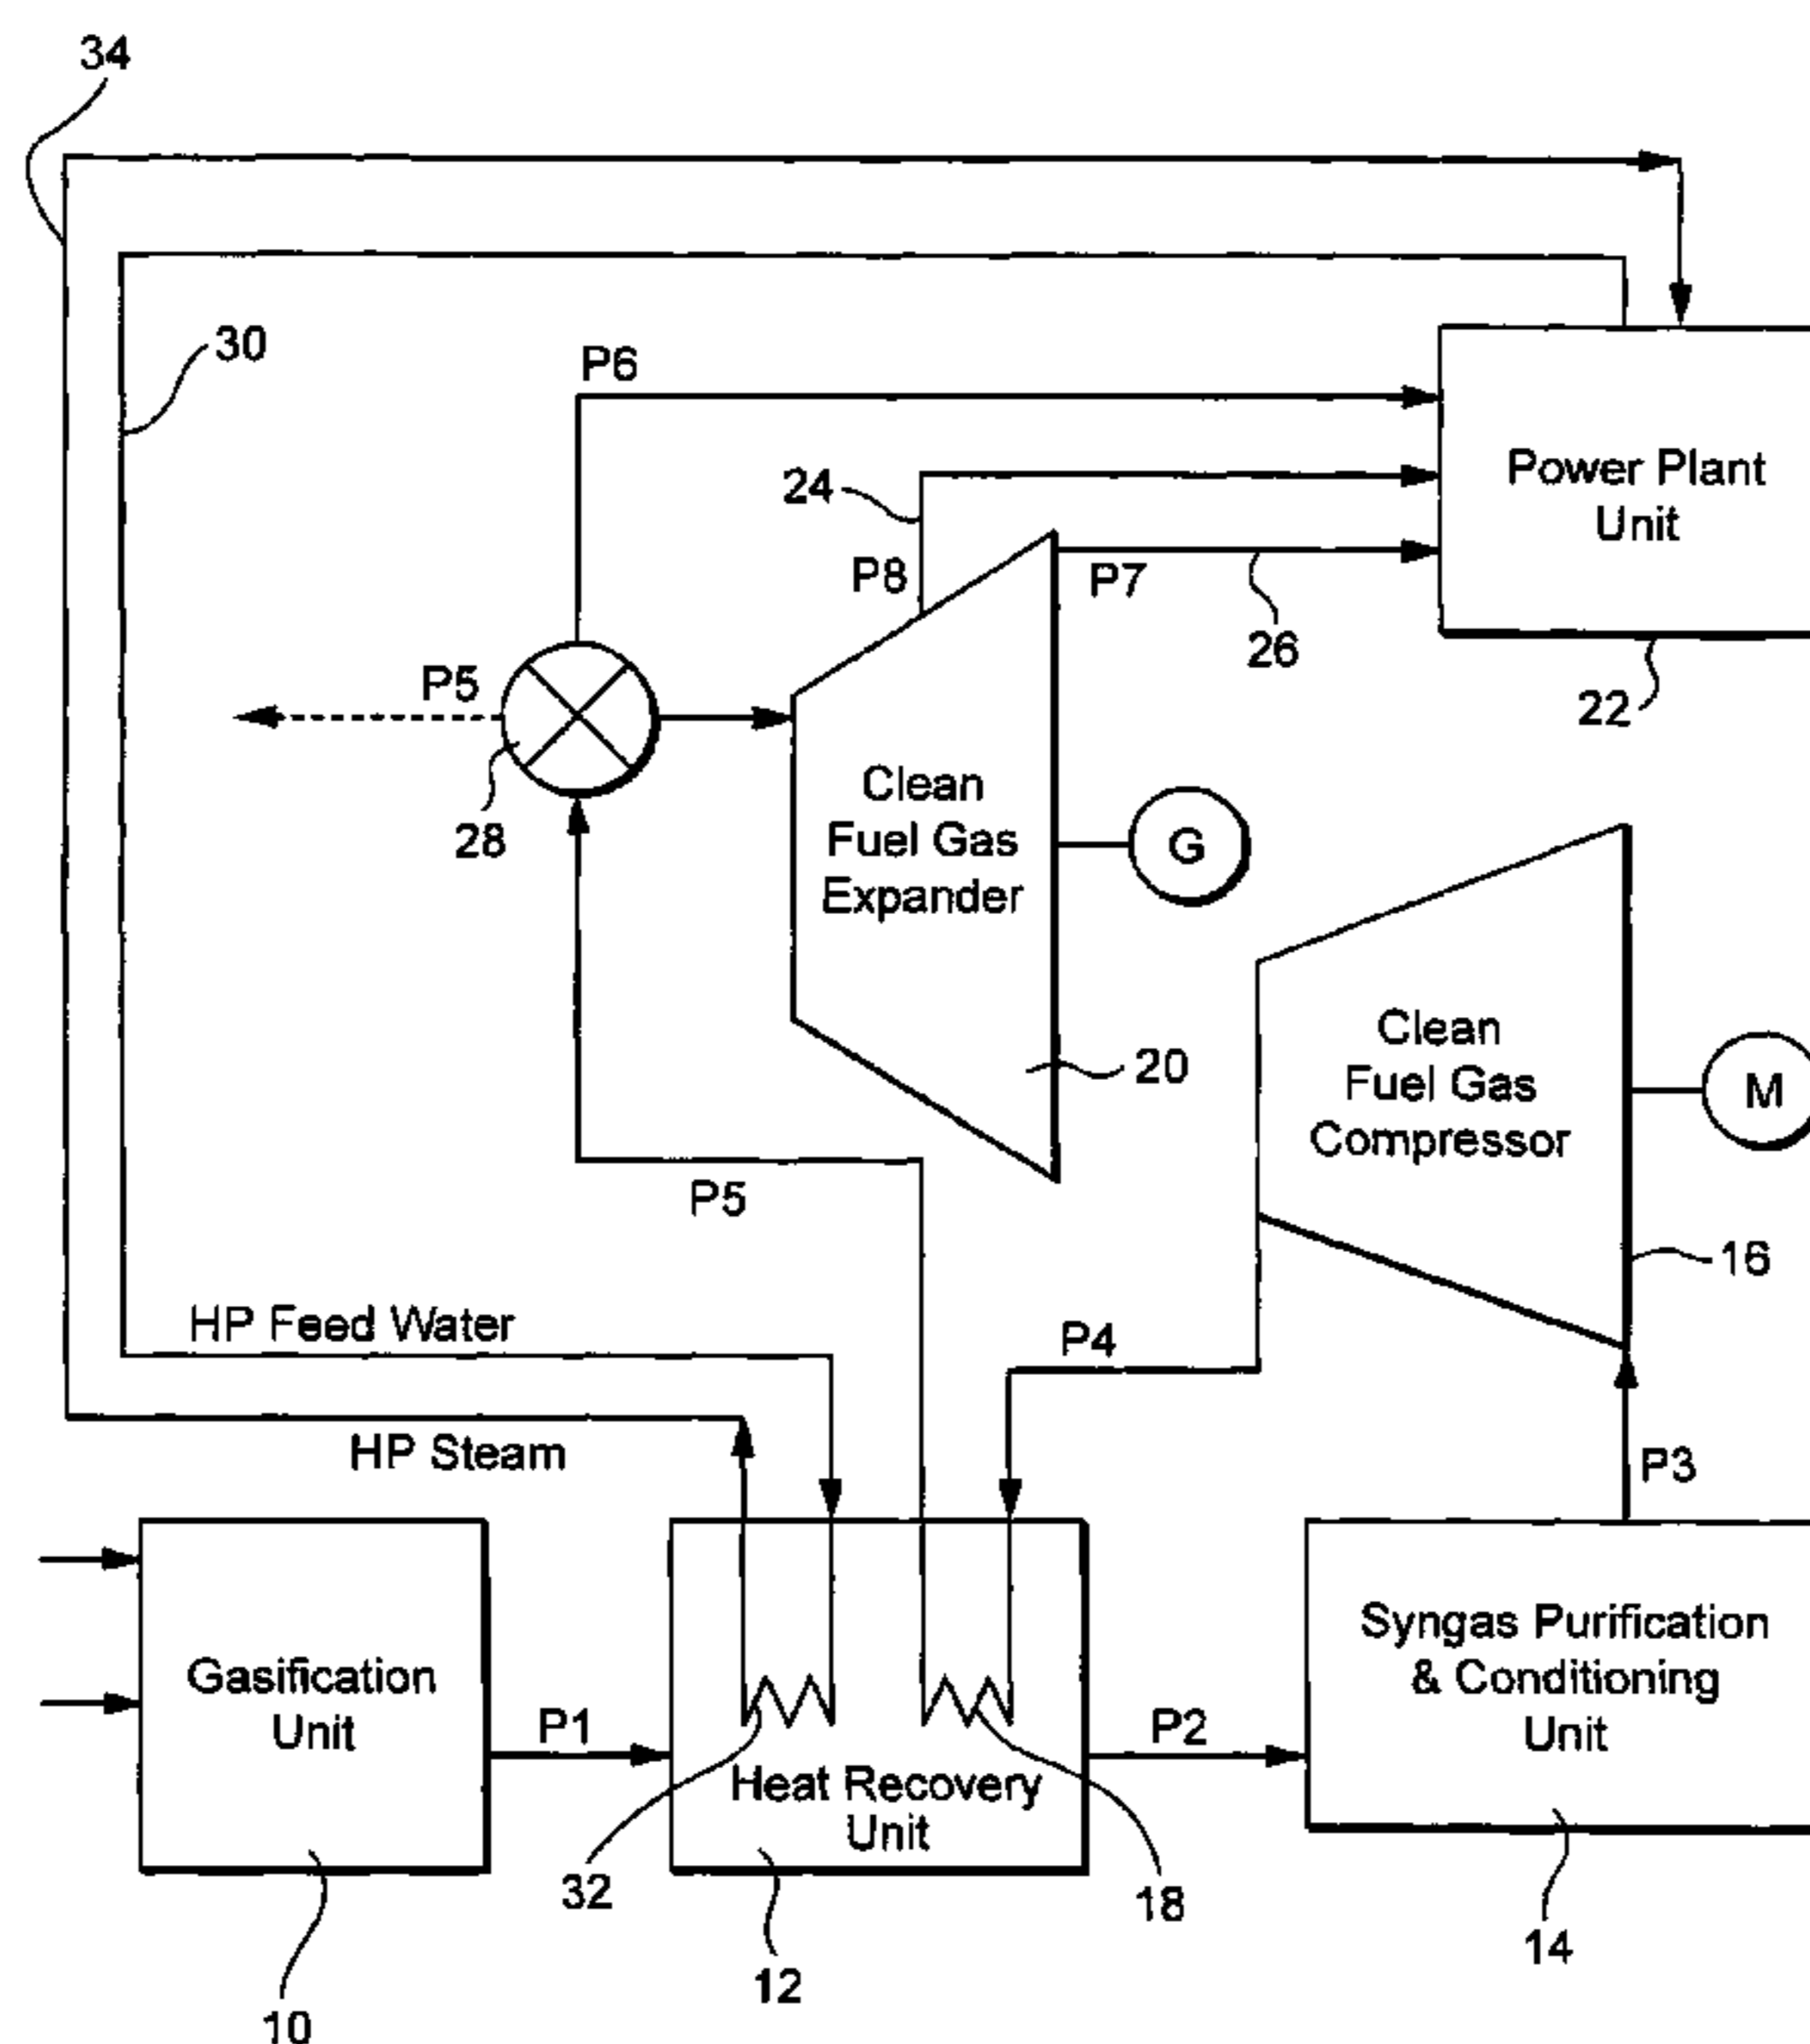 34
30
P6
24
P8
P7
26
Power Plant
Unit
22
P5
28
Clean
Fuel Gas
Expander
G
20
P5
Clean
Fuel Gas
Compressor
M
16
HP Feed Water
HP Steam
P4
P3
Gasification
Unit
P1
Heat Recovery
Unit
P2
Syngas Purification
& Conditioning
Unit
32
18
10
12
14